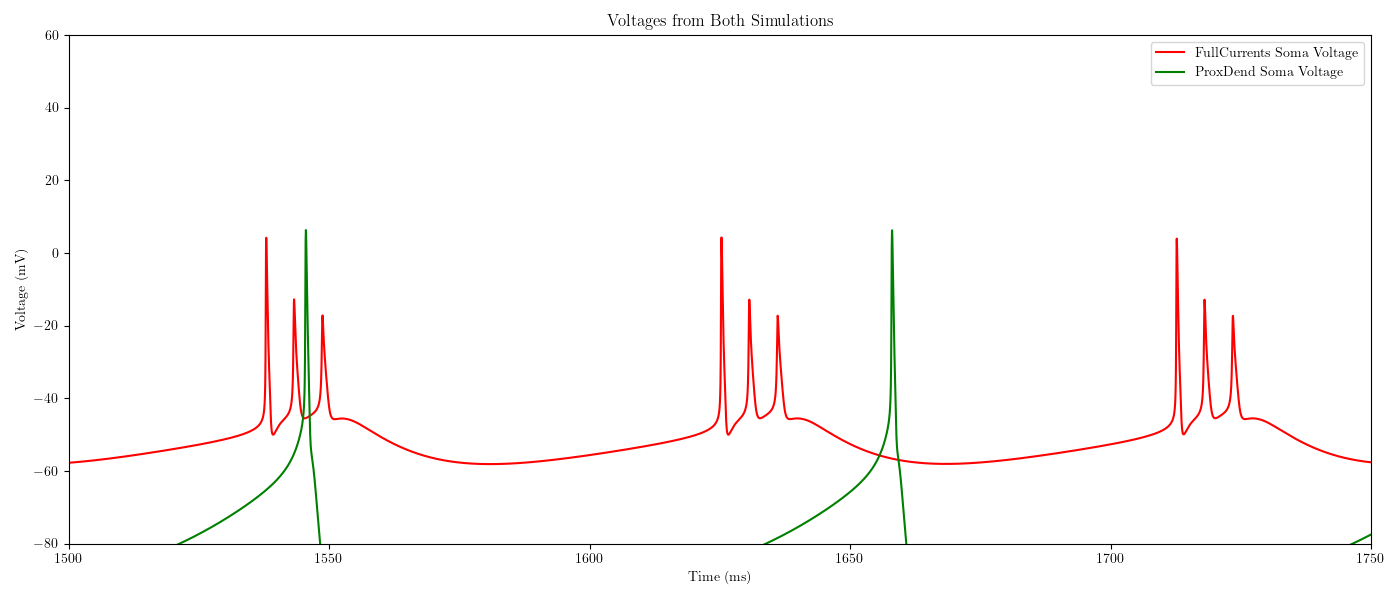 Voltages from Both Simulations
60
40
20
0
−20
−40
−60
−80
Voltage (mV)
FullCurrents Soma Voltage
ProxDend Soma Voltage
1500
1550
1600
1650
1700
1750
Time (ms)